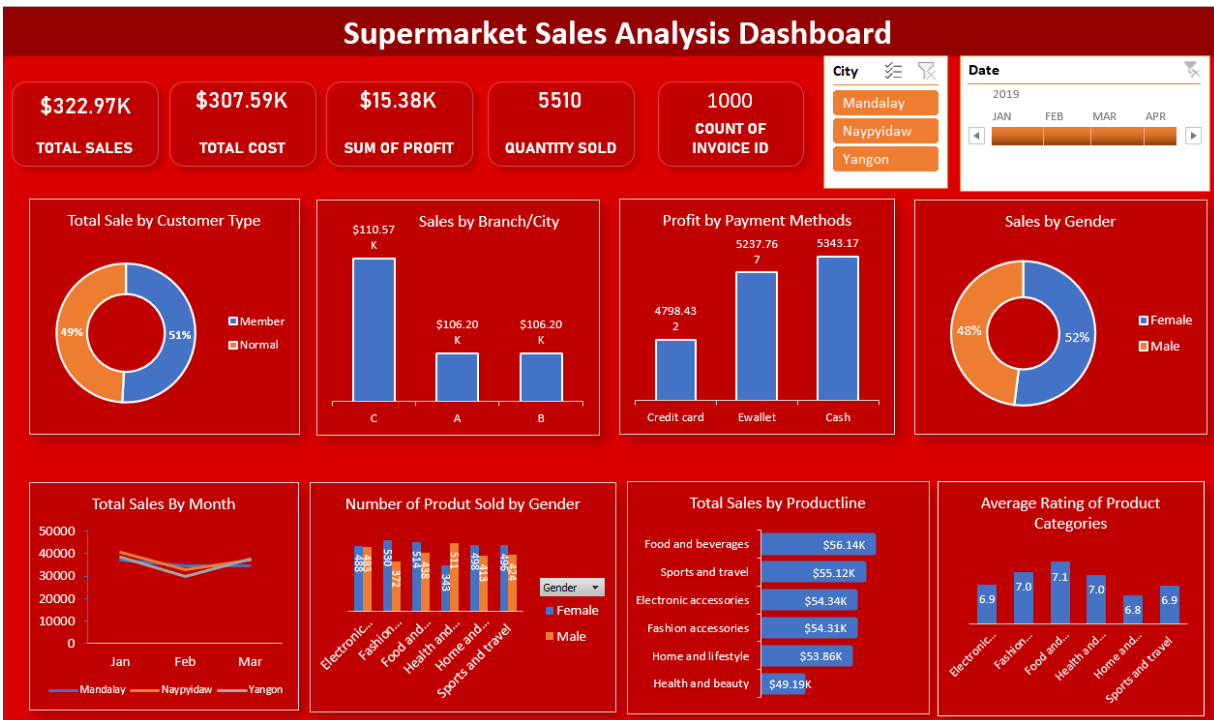 Supermarket Sales Analysis Dashboard
$322.97K
TOTAL SALES
$307.59K
TOTAL COST
$15.38K
SUM OF PROFIT
5510
QUANTITY SOLD
1000
COUNT OF
INVOICE ID
City
Mandalay
Naypyidaw
Yangon
Date
2019
JAN FEB MAR APR
Total Sale by Customer Type
49%
51%
Member
Normal
Sales by Branch/City
$110.57
K
$106.20
K
$106.20
K
C A B
Profit by Payment Methods
4798.43
2
5237.76
7
5343.17
Credit card Ewallet Cash
Sales by Gender
48%
52%
Female
Male
Total Sales By Month
50000
40000
30000
20000
10000
0
Jan Feb Mar
Mandalay Naypyidaw Yangon
Number of Produt Sold by Gender
488 483 530 372 514 438 343 511 498 413 496 424
Electronic...
Fashion...
Food and...
Health and...
Home and...
Sports and travel
Gender
Female
Male
Total Sales by Productline
Food and beverages $56.14K
Sports and travel $55.12K
Electronic accessories $54.34K
Fashion accessories $54.31K
Home and lifestyle $53.86K
Health and beauty $49.19K
Average Rating of Product
Categories
6.9 7.0 7.1 7.0 6.8 6.9
Electronic...
Fashion...
Food and...
Health and...
Home and...
Sports and travel